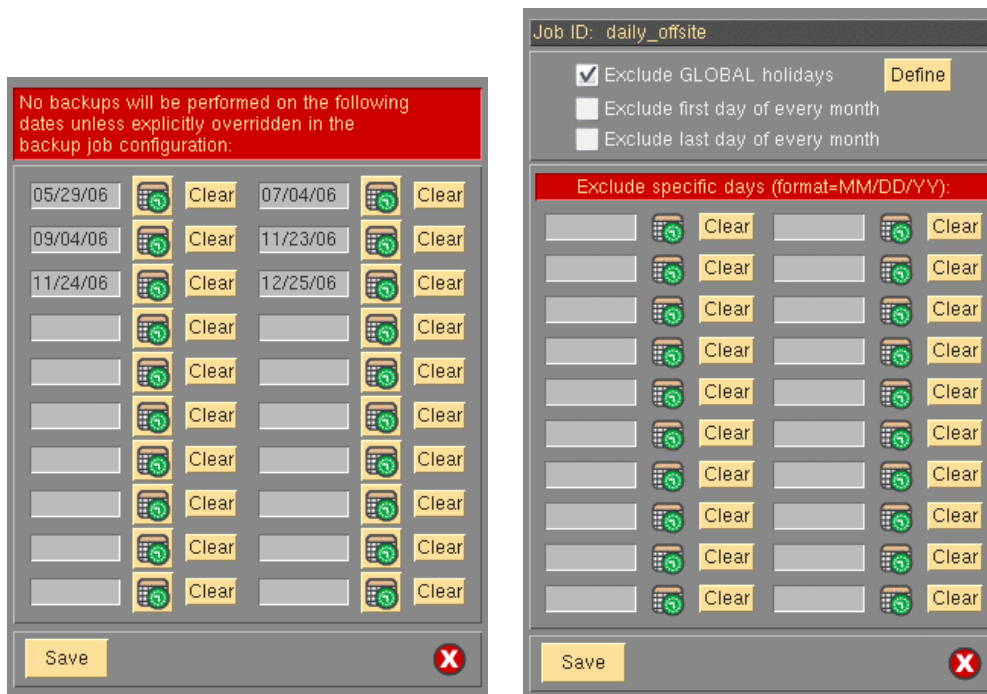 No backups will be performed on the following
dates unless explicitly overridden in the
backup job configuration:
05/29/06 Clear 07/04/06 Clear
09/04/06 Clear 11/23/06 Clear
11/24/06 Clear 12/25/06 Clear
Clear Clear
Clear Clear
Clear Clear
Clear Clear
Clear Clear
Clear Clear
Clear Clear
Save
Job ID: daily_offsite
Exclude GLOBAL holidays Define
Exclude first day of every month
Exclude last day of every month
Exclude specific days (format=MM/DD/YY):
Clear Clear
Clear Clear
Clear Clear
Clear Clear
Clear Clear
Clear Clear
Clear Clear
Clear Clear
Clear Clear
Clear Clear
Save